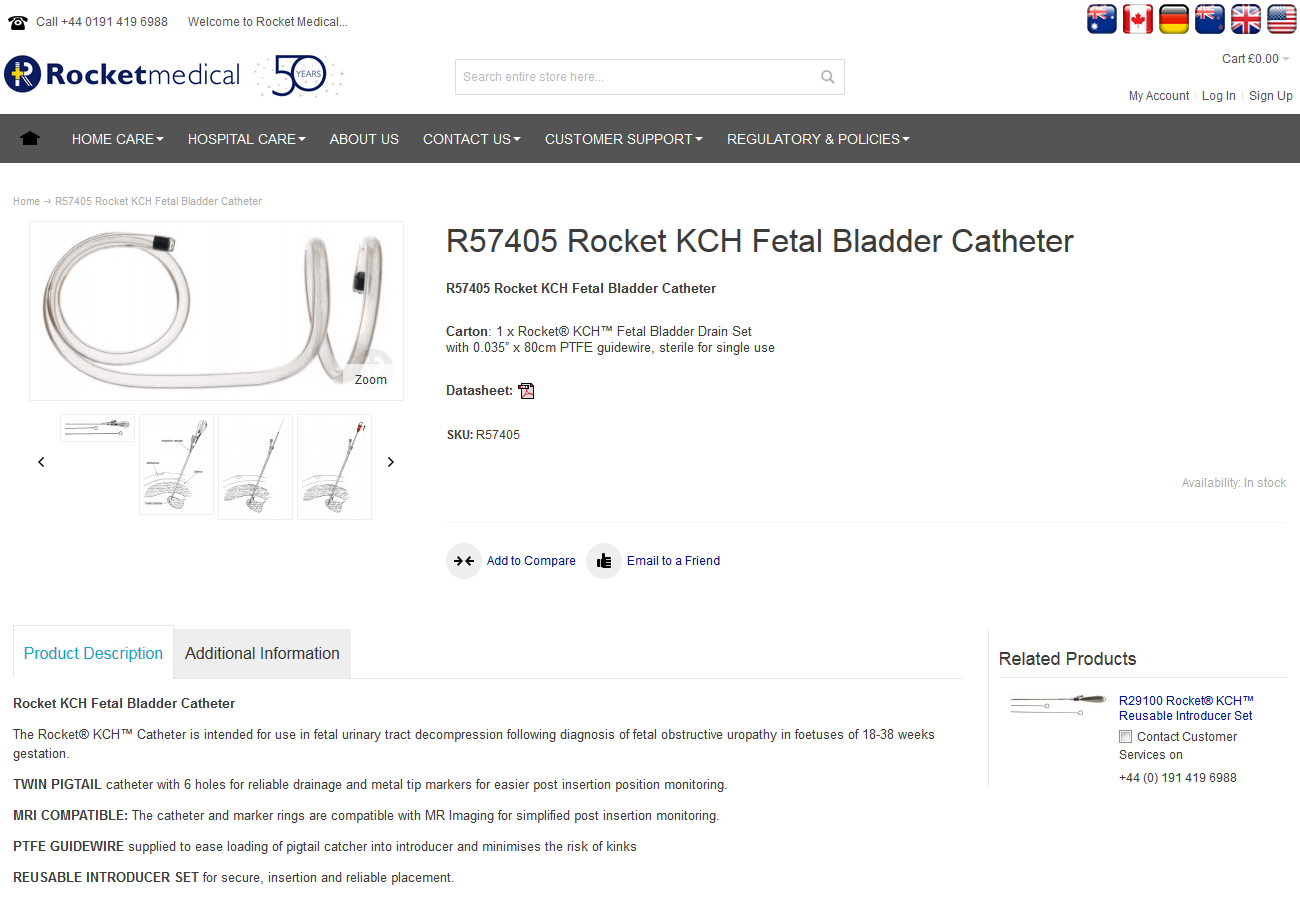 Call +44 0191 419 6988 Welcome to Rocket Medical...
Rocketmedical 50 YEARS
Search entire store here...
Cart £0.00
My Account Log In Sign Up
HOME CARE HOSPITAL CARE ABOUT US CONTACT US CUSTOMER SUPPORT REGULATORY & POLICIES
Home → R57405 Rocket KCH Fetal Bladder Catheter
R57405 Rocket KCH Fetal Bladder Catheter
R57405 Rocket KCH Fetal Bladder Catheter
Carton: 1 x Rocket® KCH™ Fetal Bladder Drain Set
with 0.035” x 80cm PTFE guidewire, sterile for single use
Zoom
Datasheet:
SKU: R57405
Availability: In stock
Add to Compare Email to a Friend
Product Description Additional Information
Rocket KCH Fetal Bladder Catheter
The Rocket® KCH™ Catheter is intended for use in fetal urinary tract decompression following diagnosis of fetal obstructive uropathy in foetuses of 18-38 weeks
gestation.
TWIN PIGTAIL catheter with 6 holes for reliable drainage and metal tip markers for easier post insertion position monitoring.
MRI COMPATIBLE: The catheter and marker rings are compatible with MR Imaging for simplified post insertion monitoring.
PTFE GUIDEWIRE supplied to ease loading of pigtail catcher into introducer and minimises the risk of kinks
REUSABLE INTRODUCER SET for secure, insertion and reliable placement.
Related Products
R29100 Rocket® KCH™
Reusable Introducer Set
Contact Customer
Services on
+44 (0) 191 419 6988